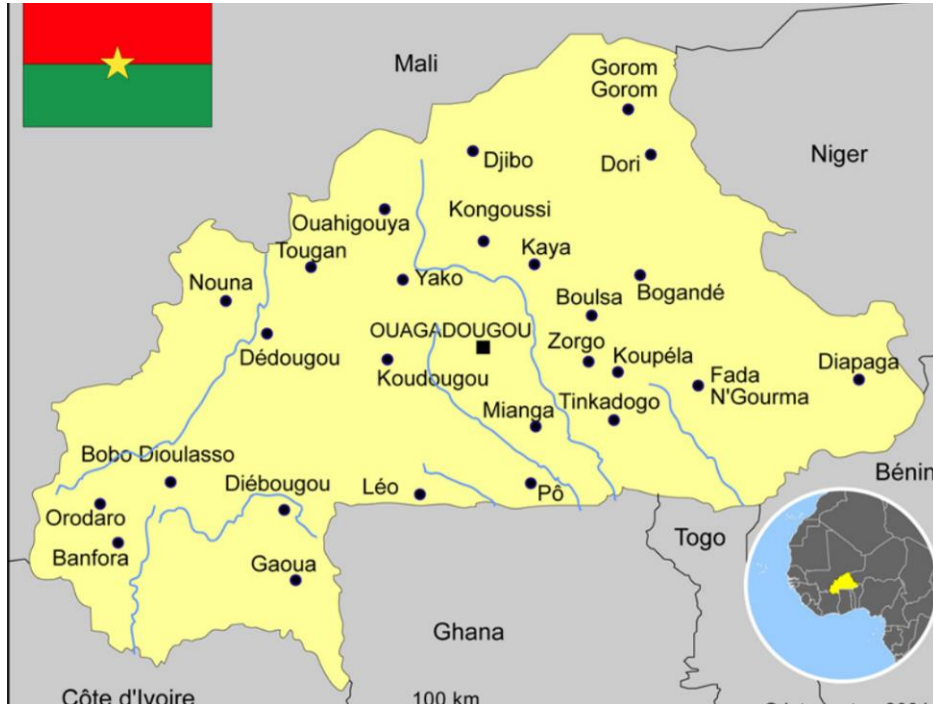 Mali
Gorom
Gorom
Niger
Djibo
Dori
Ouahigouya
Kongoussi
Tougan
Kaya
Nouna
Yako
Bogandé
Boulsa
OUAGADOUGOU
Dédougou
Zorgo
Koupéla
Diapaga
Koudougou
Fada
N'Gourma
Mianga
Tinkadogo
Bobo Dioulasso
Bénin
Diébougou
Léo
Pô
Orodaro
Togo
Banfora
Gaoua
Ghana
Côte d'Ivoire
100 km